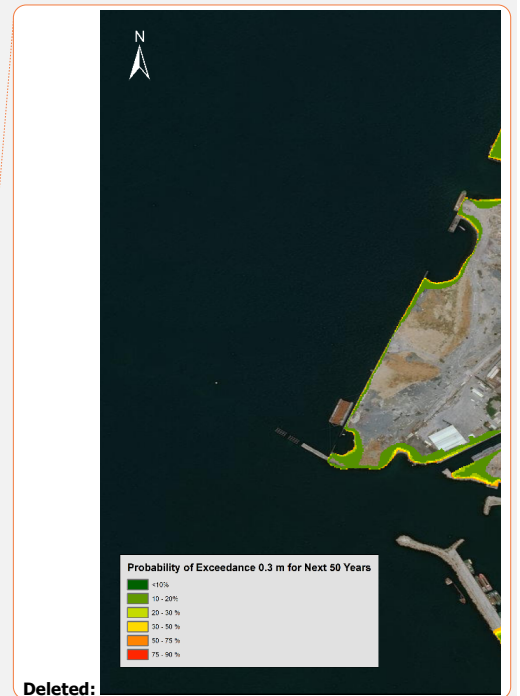 N
Probability of Exceedance 0.3 m for Next 50 Years
<10%
10 - 20%
20 - 30 %
30 - 50 %
50 - 75 %
75 - 90 %
Deleted: